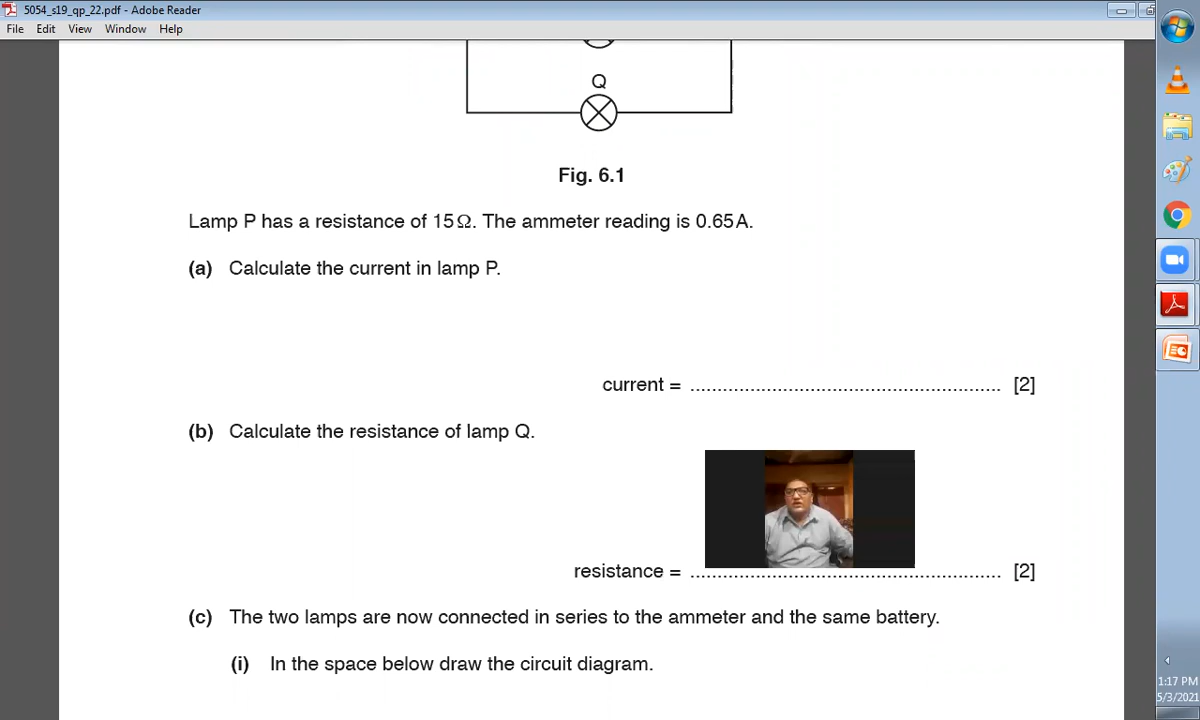 5054_s19_qp_22.pdf - Adobe Reader
File Edit View Window Help
Q
Fig. 6.1
Lamp P has a resistance of 15 Ω. The ammeter reading is 0.65 A.
(a) Calculate the current in lamp P.
current = .......................................................... [2]
(b) Calculate the resistance of lamp Q.
resistance = .......................................................... [2]
(c) The two lamps are now connected in series to the ammeter and the same battery.
(i) In the space below draw the circuit diagram.
1:17 PM
5/3/2021